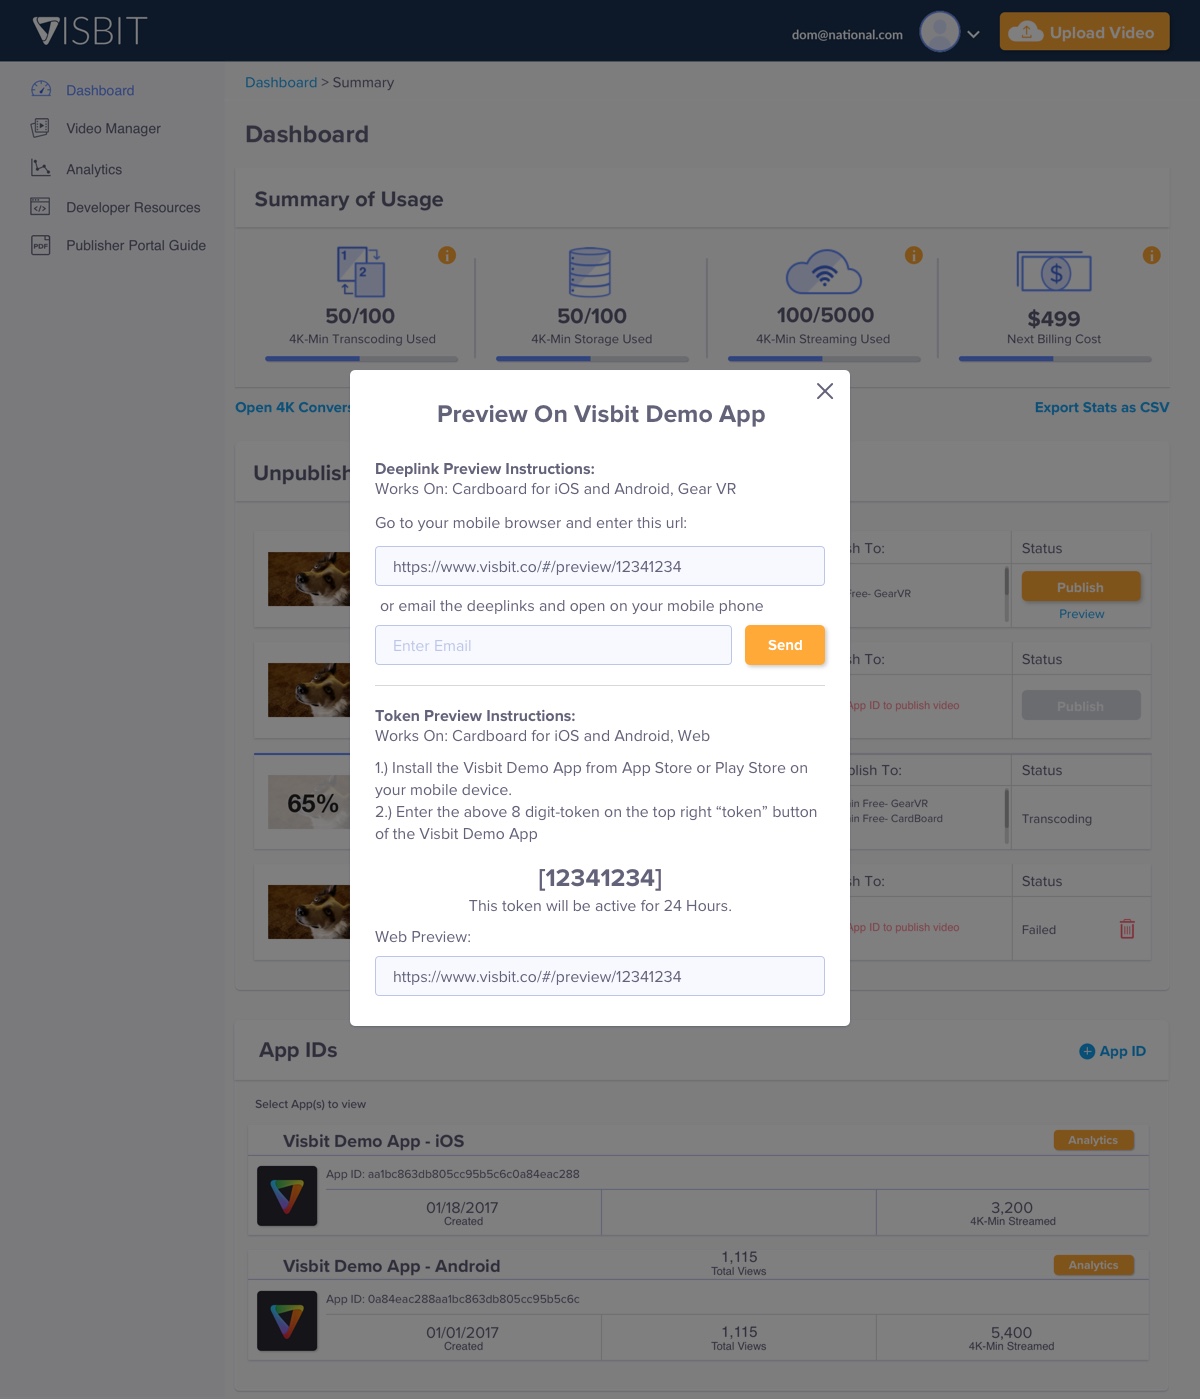 VISBIT
dom@national.com
Upload Video
Dashboard
Video Manager
Analytics
Developer Resources
PDF
Publisher Portal Guide
Dashboard > Summary
Dashboard
Summary of Usage
1
2
50/100
4K-Min Transcoding Used
50/100
4K-Min Storage Used
100/5000
4K-Min Streaming Used
$
$499
Next Billing Cost
Open 4K Convers
Export Stats as CSV
Unpublish
sh To:
Status
Free- GearVR
Publish
Preview
sh To:
Status
App ID to publish video
Publish
65%
blish To:
Status
in Free- GearVR
in Free- CardBoard
Transcoding
sh To:
Status
App ID to publish video
Failed
Preview On Visbit Demo App
Deeplink Preview Instructions:
Works On: Cardboard for iOS and Android, Gear VR
Go to your mobile browser and enter this url:
https://www.visbit.co/#/preview/12341234
or email the deeplinks and open on your mobile phone
Enter Email
Send
Token Preview Instructions:
Works On: Cardboard for iOS and Android, Web
1.) Install the Visbit Demo App from App Store or Play Store on
your mobile device.
2.) Enter the above 8 digit-token on the top right “token” button
of the Visbit Demo App
[12341234]
This token will be active for 24 Hours.
Web Preview:
https://www.visbit.co/#/preview/12341234
App IDs
App ID
Select App(s) to view
Visbit Demo App - iOS
Analytics
App ID: aa1bc863db805cc95b5c6c0a84eac288
01/18/2017
Created
3,200
4K-Min Streamed
Visbit Demo App - Android
1,115
Total Views
Analytics
App ID: 0a84eac288aa1bc863db805cc95b5c6c
01/01/2017
Created
1,115
Total Views
5,400
4K-Min Streamed